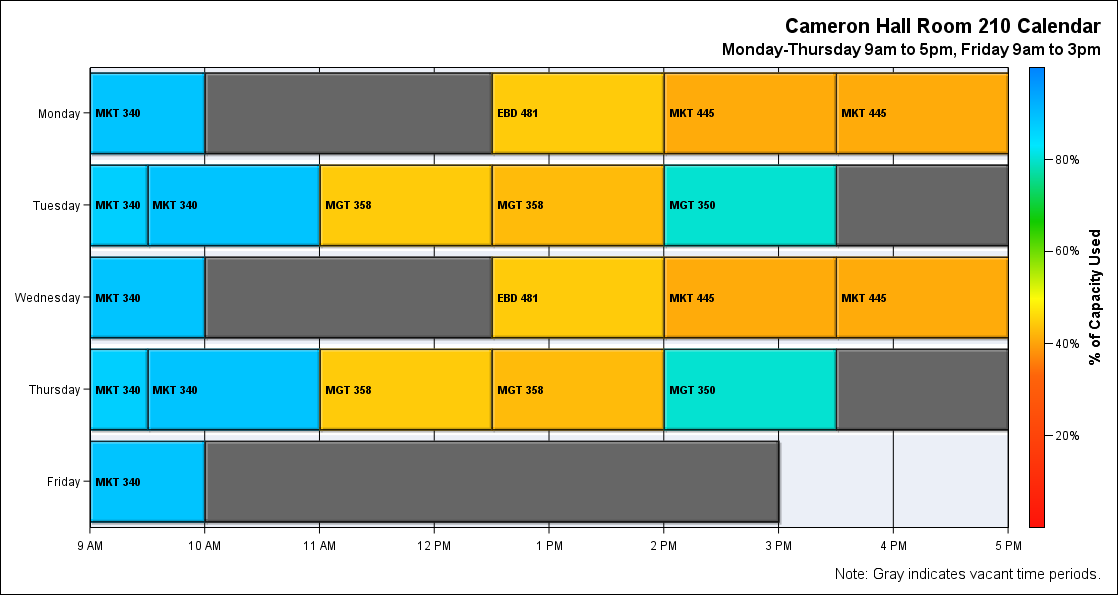 Cameron Hall Room 210 Calendar
Monday-Thursday 9am to 5pm, Friday 9am to 3pm
Monday
MKT 340
EBD 481
MKT 445
MKT 445
Tuesday
MKT 340
MKT 340
MGT 358
MGT 358
MGT 350
Wednesday
MKT 340
EBD 481
MKT 445
MKT 445
Thursday
MKT 340
MKT 340
MGT 358
MGT 358
MGT 350
Friday
MKT 340
9 AM
10 AM
11 AM
12 PM
1 PM
2 PM
3 PM
4 PM
5 PM
80%
60%
40%
20%
% of Capacity Used
Note: Gray indicates vacant time periods.